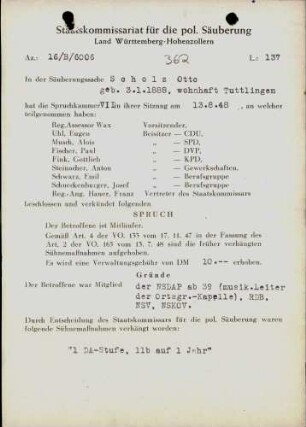 Staatskommissariat für die pol. Säuberung
Land Württemberg-Hohenzollern
Az.: 16/B/6006 362 L: 137
In der Säuberungssache Scholz Otto
geb. 3.1.1888, wohnhaft Tuttlingen
hat die Spruchkammer VII in ihrer Sitzung am 13.8.48, an welcher
teilgenommen haben:
Reg.Assessor Wax Vorsitzender,
Uhl, Eugen Beisitzer — CDU,
Munch, Alois „ — SPD,
Fischer, Paul „ — DVP,
Fink, Gottlieb „ — KPD,
Steinacher, Anton „ — Gewerkschaften.
Schwarz, Emil „ — Berufsgruppe
Schneckenburger, Josef „ — Berufsgruppe
Reg.-Ang. Hauer, Franz Vertreter des Staatskommissars
beschlossen und verkündet folgenden
SPRUCH
Der Betroffene ist Mitläufer.
Gemäß Art. 4 der VO. 133 vom 17. 11. 47 in der Fassung des
Art. 2 der VO. 165 vom 13. 7. 48 sind die früher verhängten
Sühnemaßnahmen aufgehoben.
Es wird eine Verwaltungsgebühr von DM 10.-- erhoben.
Gründe
Der Betroffene war Mitglied der NSDAP ab 39 (musik.Leiter
der Ortsgr.-Kapelle), RDB,
NSV, NSKOV.
Durch Entscheidung des Staatskommissars für die pol. Säuberung waren
folgende Sühnemaßnahmen verhängt worden:
"1 DA-Stufe, 11b auf 1 Jahr"